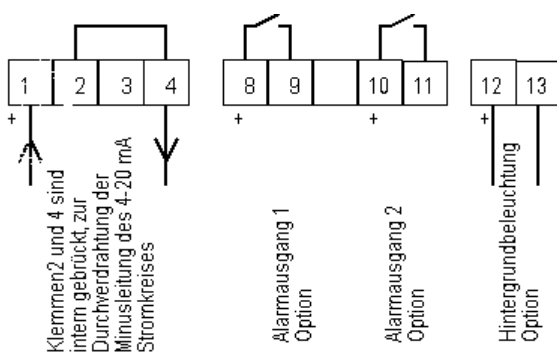 1 2 3 4 8 9 10 11 12 13
+ + + +
Klemmen2 und 4 sind
intern gebrückt, zur
Durchverdrahtung der
Minusleitung des 4-20 mA
Stromkreises
Alarmausgang 1
Option
Alarmausgang 2
Option
Hintergrundbeleuchtung
Option